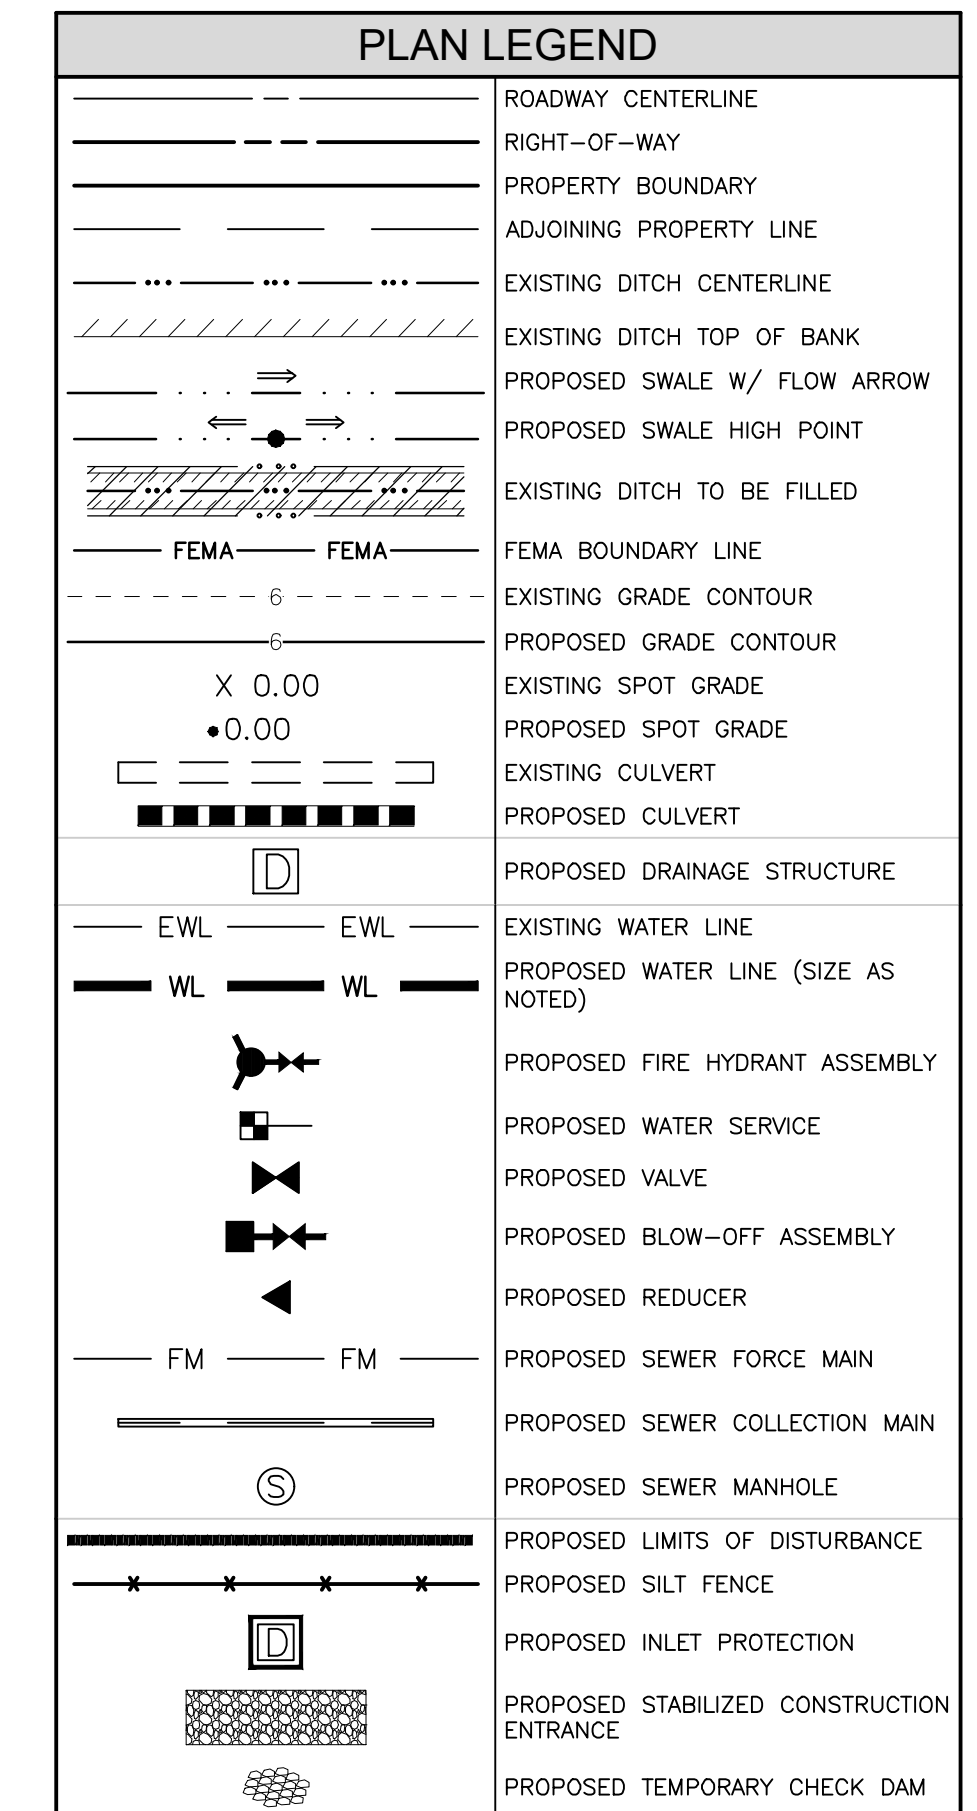 PLAN LEGEND
ROADWAY CENTERLINE
RIGHT-OF-WAY
PROPERTY BOUNDARY
ADJOINING PROPERTY LINE
EXISTING DITCH CENTERLINE
EXISTING DITCH TOP OF BANK
PROPOSED SWALE W/ FLOW ARROW
PROPOSED SWALE HIGH POINT
EXISTING DITCH TO BE FILLED
FEMA FEMA FEMA BOUNDARY LINE
6 EXISTING GRADE CONTOUR
6 PROPOSED GRADE CONTOUR
X 0.00 EXISTING SPOT GRADE
•0.00 PROPOSED SPOT GRADE
EXISTING CULVERT
PROPOSED CULVERT
D PROPOSED DRAINAGE STRUCTURE
EWL EWL EXISTING WATER LINE
WL WL PROPOSED WATER LINE (SIZE AS
NOTED)
PROPOSED FIRE HYDRANT ASSEMBLY
PROPOSED WATER SERVICE
PROPOSED VALVE
PROPOSED BLOW-OFF ASSEMBLY
PROPOSED REDUCER
FM FM PROPOSED SEWER FORCE MAIN
PROPOSED SEWER COLLECTION MAIN
S PROPOSED SEWER MANHOLE
PROPOSED LIMITS OF DISTURBANCE
PROPOSED SILT FENCE
D PROPOSED INLET PROTECTION
PROPOSED STABILIZED CONSTRUCTION
ENTRANCE
PROPOSED TEMPORARY CHECK DAM